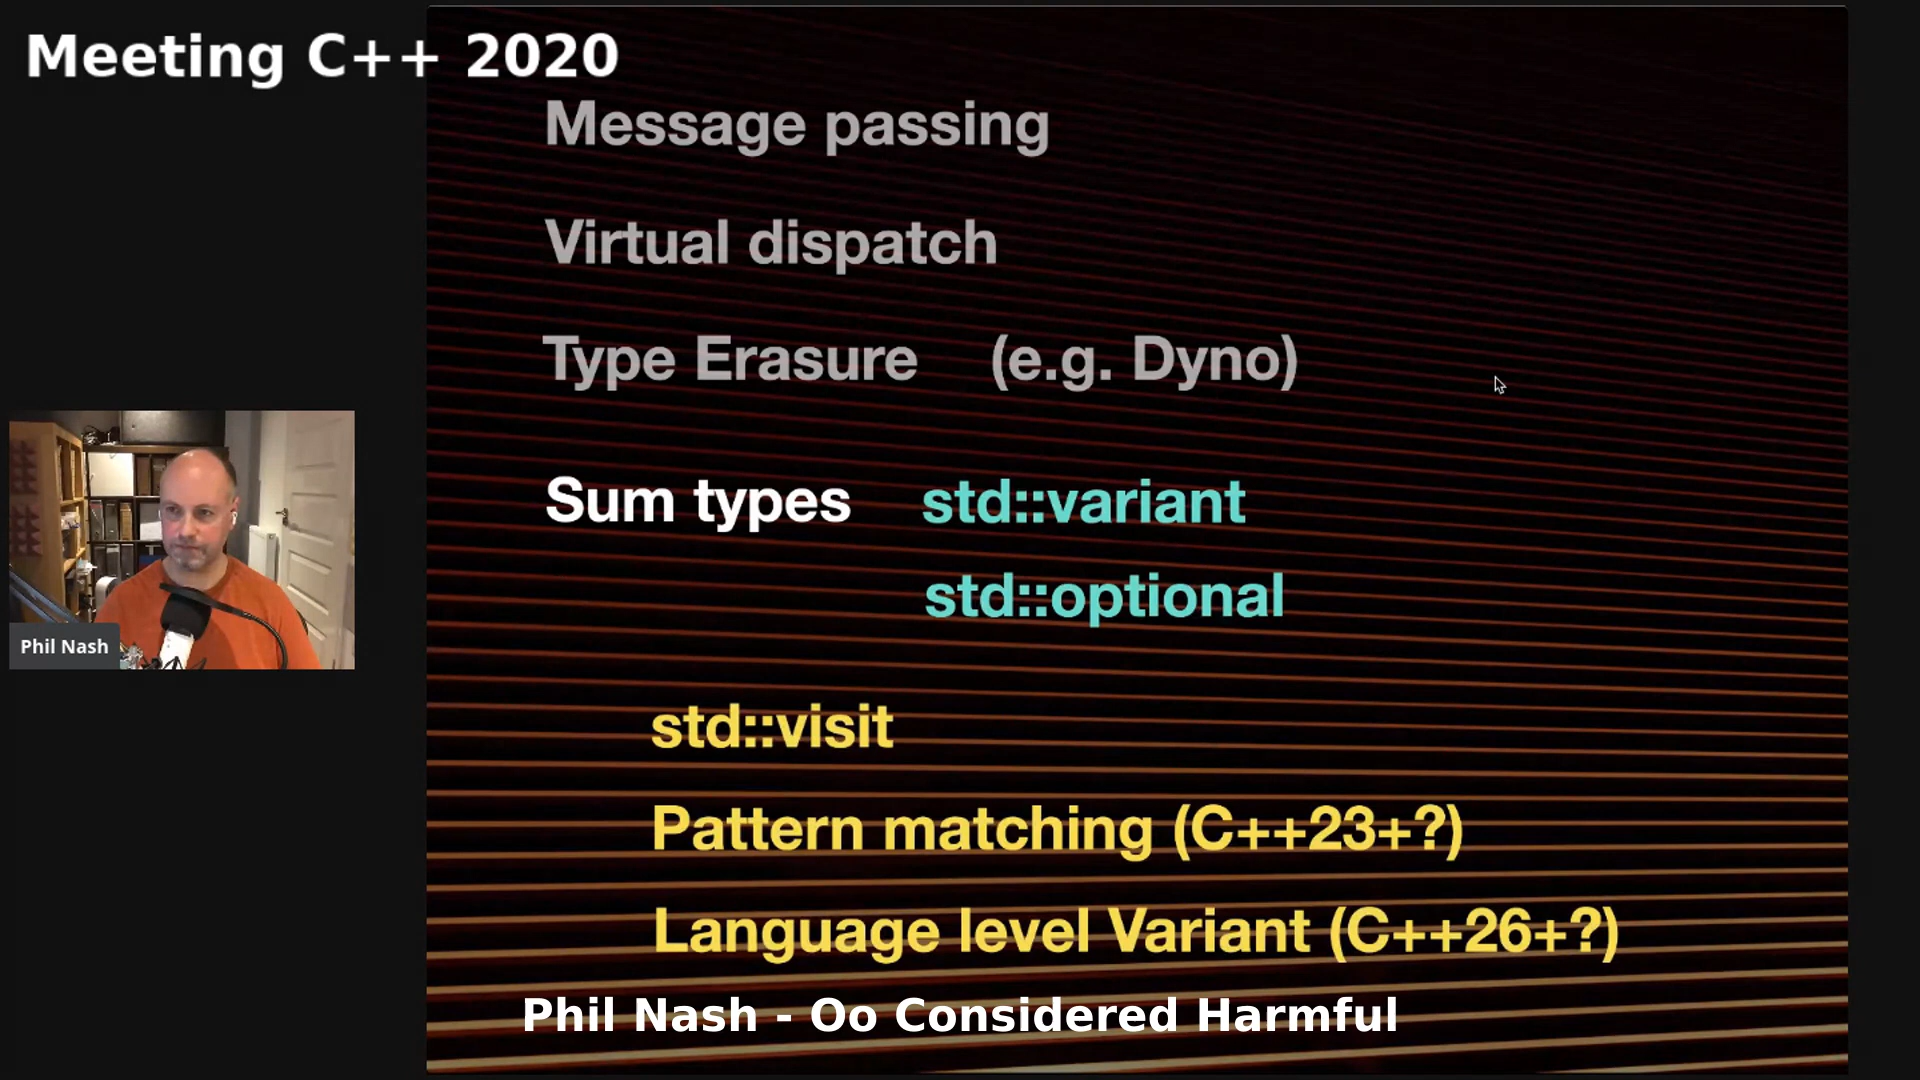 Meeting C++ 2020
Message passing
Virtual dispatch
Type Erasure (e.g. Dyno)
Sum types std::variant
std::optional
std::visit
Pattern matching (C++23+?)
Language level Variant (C++26+?)
Phil Nash
Phil Nash - Oo Considered Harmful